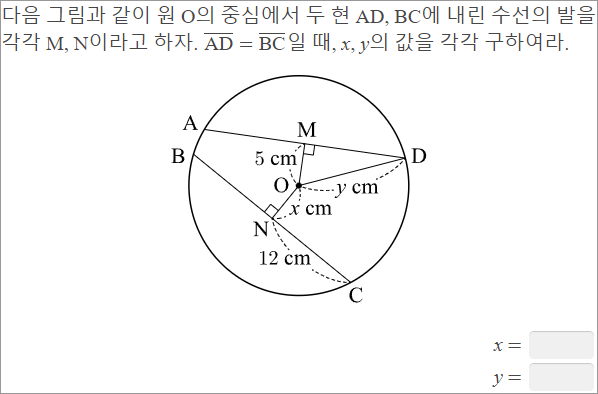 다음 그림과 같이 원 O의 중심에서 두 현 AD, BC에 내린 수선의 발을
각각 M, N이라고 하자. AD = BC일 때, x, y의 값을 각각 구하여라.
A
M
B
5 cm
D
O
y cm
x cm
N
12 cm
C
x =
y =